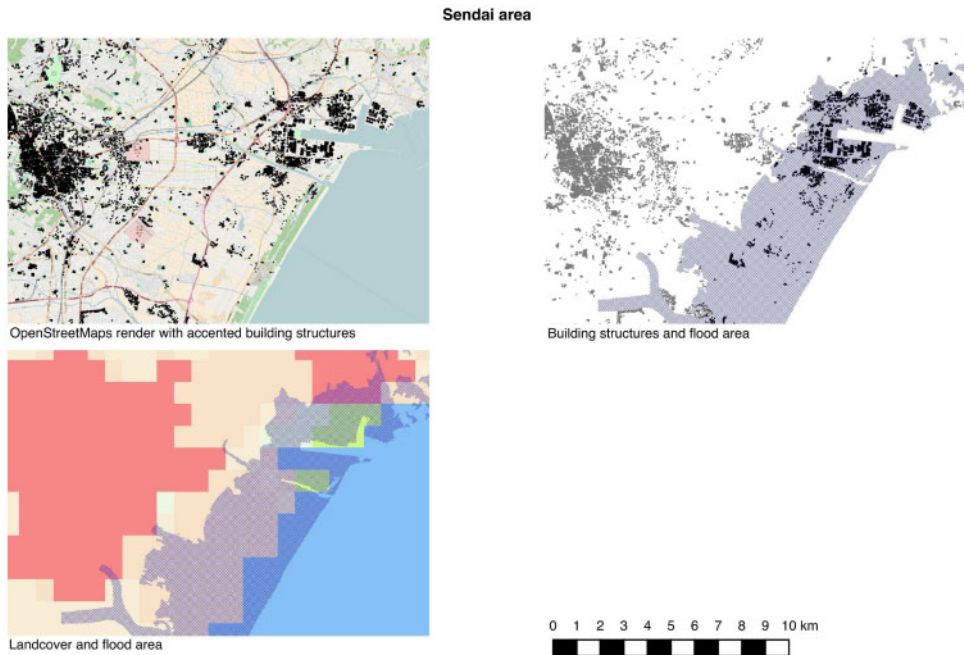 Sendai area
OpenStreetMaps render with accented building structures
Building structures and flood area
Landcover and flood area
0 1 2 3 4 5 6 7 8 9 10 km